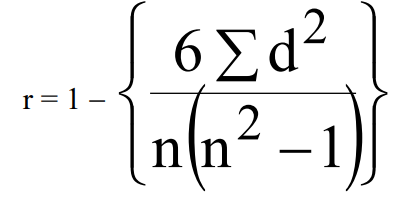 r = 1 – { 6 ∑ d² / n(n² – 1) }